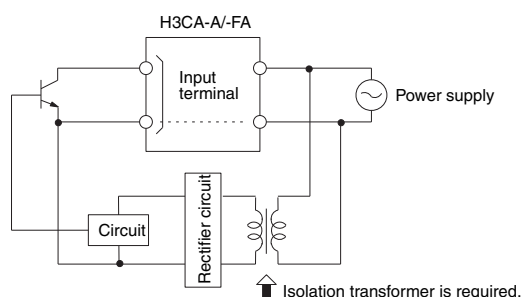 H3CA-A/-FA
Input
terminal
Power supply
Circuit
Rectifier circuit
Isolation transformer is required.